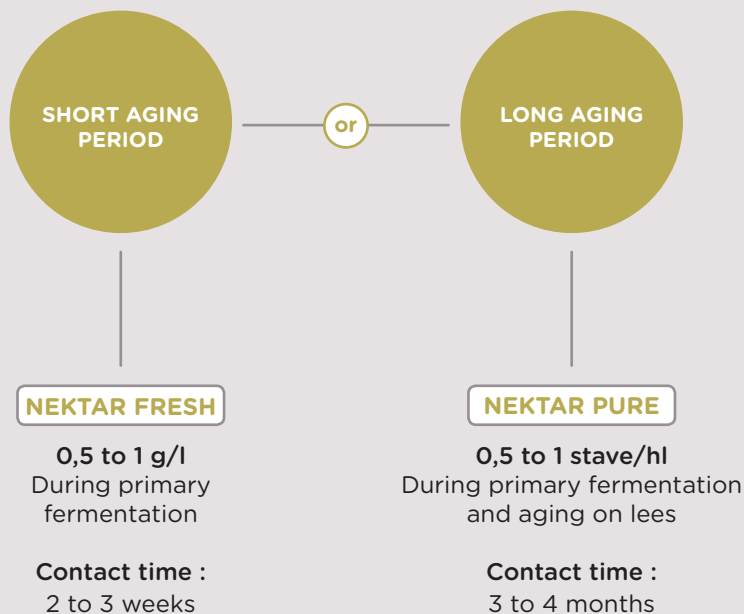 SHORT AGING
PERIOD
or
LONG AGING
PERIOD
NEKTAR FRESH
0,5 to 1 g/l
During primary
fermentation
Contact time :
2 to 3 weeks
NEKTAR PURE
0,5 to 1 stave/hl
During primary fermentation
and aging on lees
Contact time :
3 to 4 months